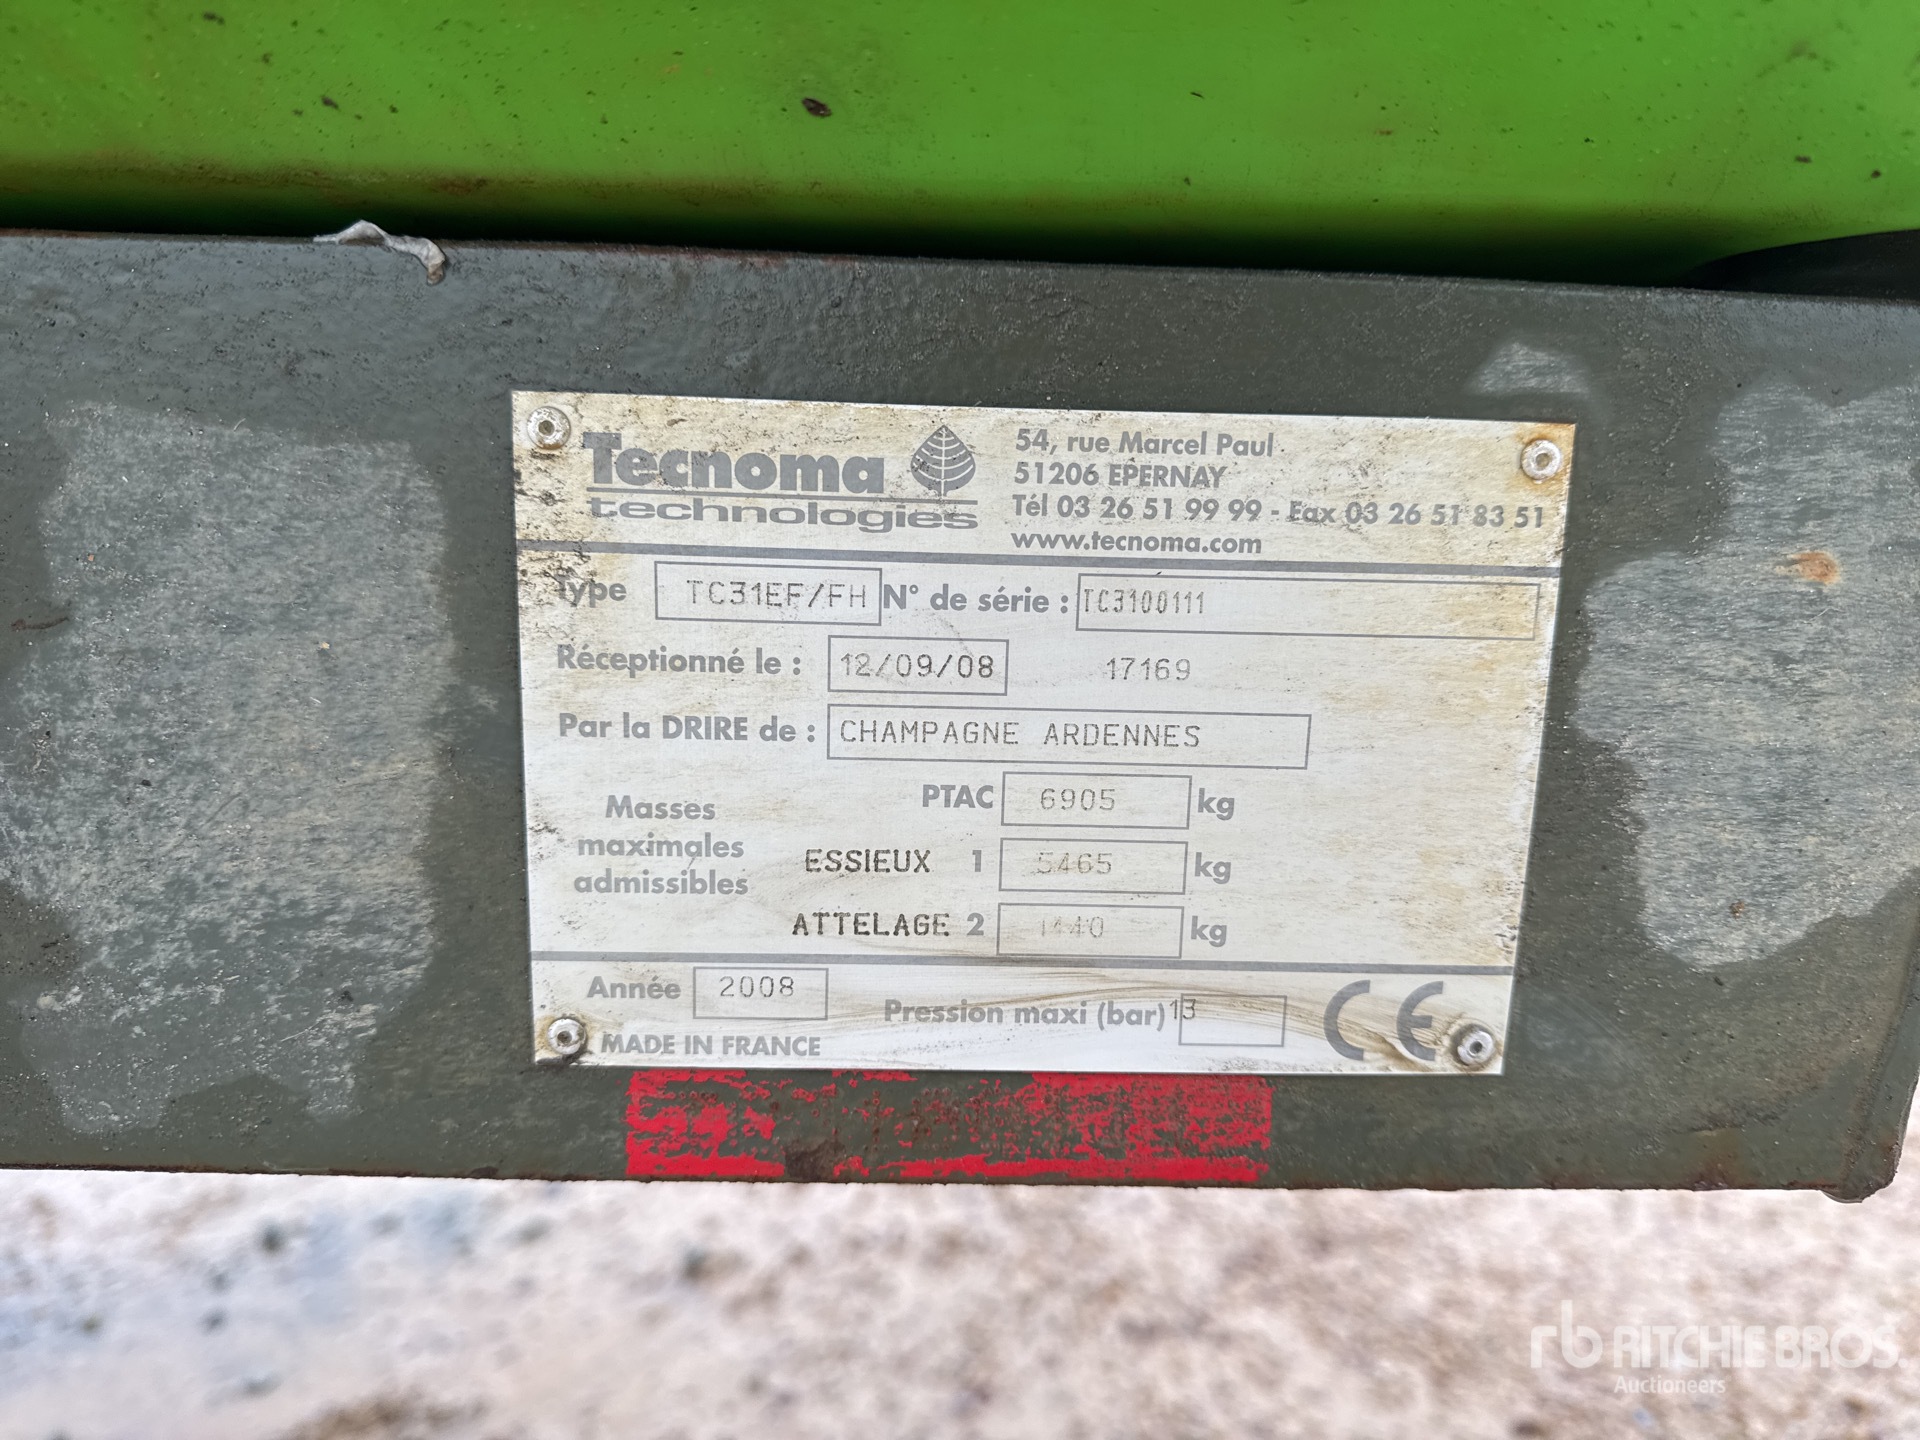 Tecnoma
technologies
54, rue Marcel Paul
51206 EPERNAY
Tél 03 26 51 99 99 - Fax 03 26 51 83 51
www.tecnoma.com
Type TC31EF/FH N° de série : TC3100111
Réceptionné le : 12/09/08 17169
Par la DRIRE de : CHAMPAGNE ARDENNES
Masses maximales admissibles
PTAC 6905 kg
ESSIEUX 1 5465 kg
ATTELAGE 2 1440 kg
Année 2008 Pression maxi (bar) 13 CE
MADE IN FRANCE
rb RITCHIE BROS.
Auctioneers